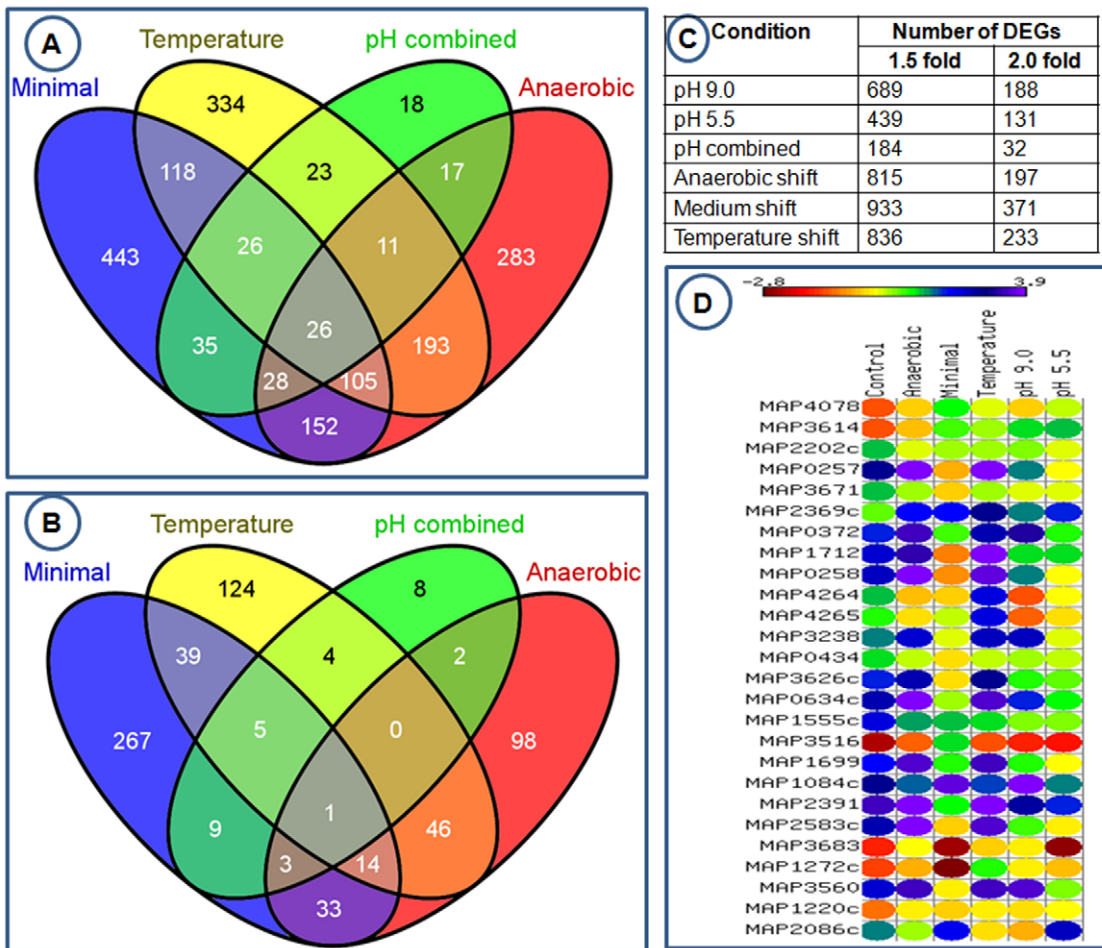 A
Temperature
pH combined
Minimal
Anaerobic
334
18
118
23
17
443
26
11
283
35
26
193
28
105
152
B
Temperature
pH combined
Minimal
Anaerobic
124
8
39
4
2
267
5
0
98
9
1
46
3
14
33
C
Condition Number of DEGs
1.5 fold 2.0 fold
pH 9.0 689 188
pH 5.5 439 131
pH combined 184 32
Anaerobic shift 815 197
Medium shift 933 371
Temperature shift 836 233
D
-2.8 3.9
Control
Anaerobic
Minimal
Temperature
pH 9.0
pH 5.5
MAP4078
MAP3614
MAP2202c
MAP0257
MAP3671
MAP2369c
MAP0372
MAP1712
MAP0258
MAP4264
MAP4265
MAP3238
MAP0434
MAP3626c
MAP0634c
MAP1555c
MAP3516
MAP1699
MAP1084c
MAP2391
MAP2583c
MAP3683
MAP1272c
MAP3560
MAP1220c
MAP2086c